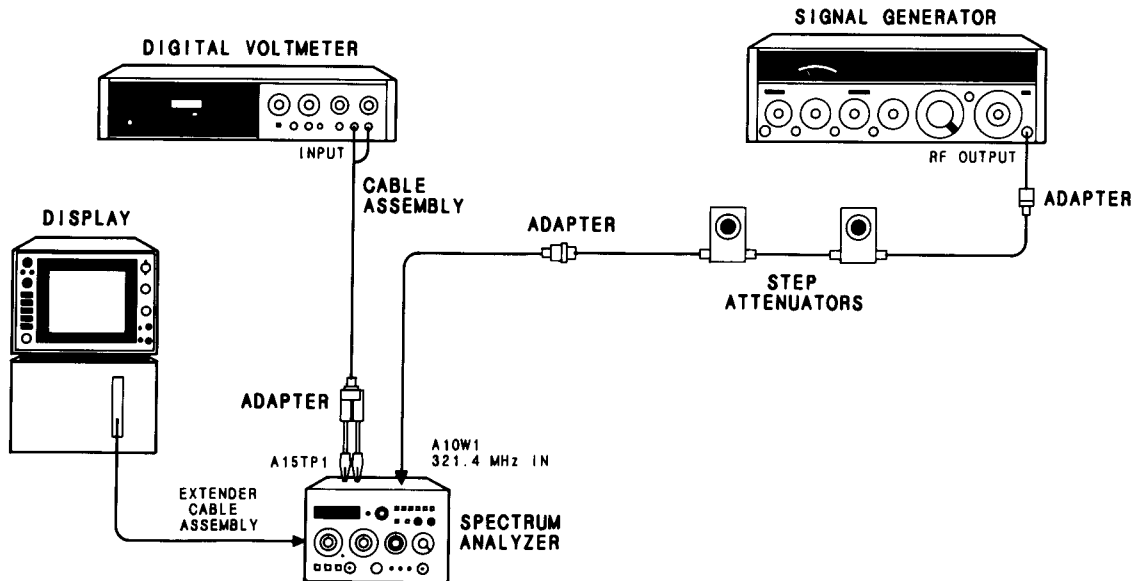 SIGNAL GENERATOR
DIGITAL VOLTMETER
INPUT
RF OUTPUT
CABLE
ASSEMBLY
ADAPTER
DISPLAY
ADAPTER
STEP
ATTENUATORS
ADAPTER
A15TP1
A10W1
321.4 MHz IN
EXTENDER
CABLE
ASSEMBLY
SPECTRUM
ANALYZER